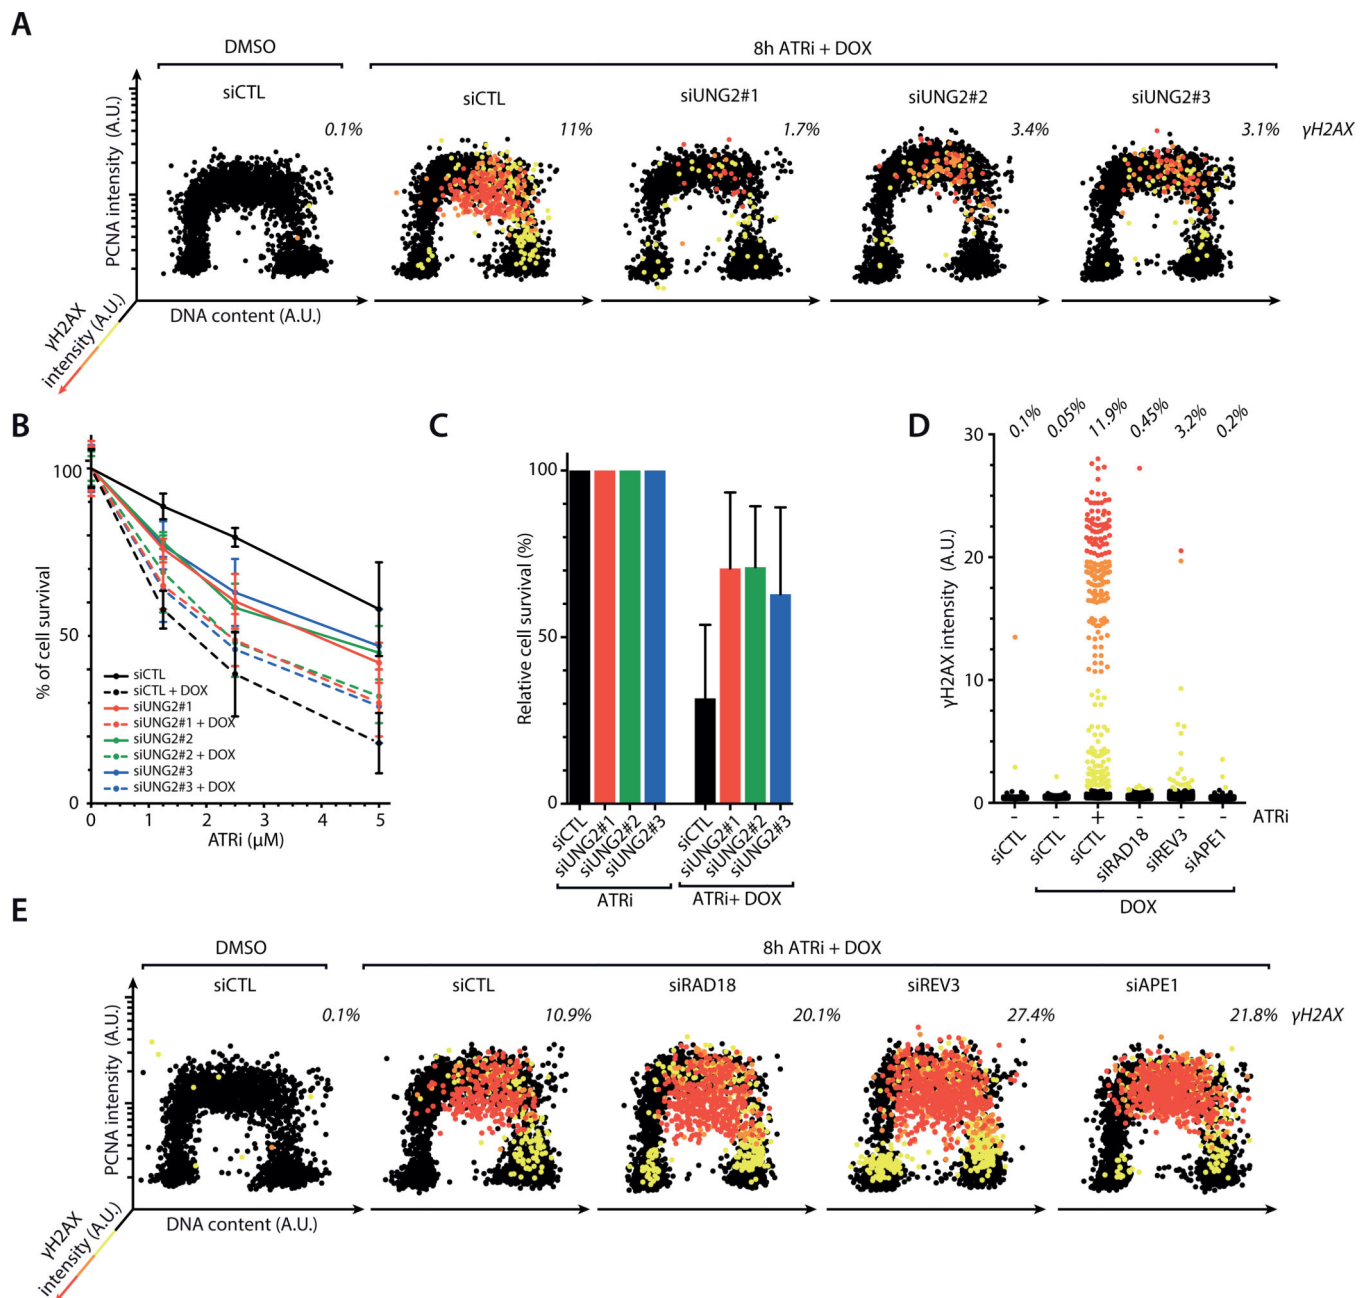 A
DMSO
8h ATRi + DOX
siCTL
siCTL
siUNG2#1
siUNG2#2
siUNG2#3
0.1%
11%
1.7%
3.4%
3.1%
γH2AX
PCNA intensity (A.U.)
DNA content (A.U.)
γH2AX
intensity (A.U.)
B
% of cell survival
100
50
0
siCTL
siCTL + DOX
siUNG2#1
siUNG2#1 + DOX
siUNG2#2
siUNG2#2 + DOX
siUNG2#3
siUNG2#3 + DOX
0 1 2 3 4 5
ATRi (μM)
C
Relative cell survival (%)
100
50
0
siCTL
siUNG2#1
siUNG2#2
siUNG2#3
siCTL
siUNG2#1
siUNG2#2
siUNG2#3
ATRi
ATRi+ DOX
D
0.1%
0.05%
11.9%
0.45%
3.2%
0.2%
γH2AX intensity (A.U.)
30
20
10
0
- - + - - - ATRi
siCTL
siCTL
siCTL
siRAD18
siREV3
siAPE1
DOX
E
DMSO
8h ATRi + DOX
siCTL
siCTL
siRAD18
siREV3
siAPE1
0.1%
10.9%
20.1%
27.4%
21.8%
γH2AX
PCNA intensity (A.U.)
DNA content (A.U.)
γH2AX
intensity (A.U.)